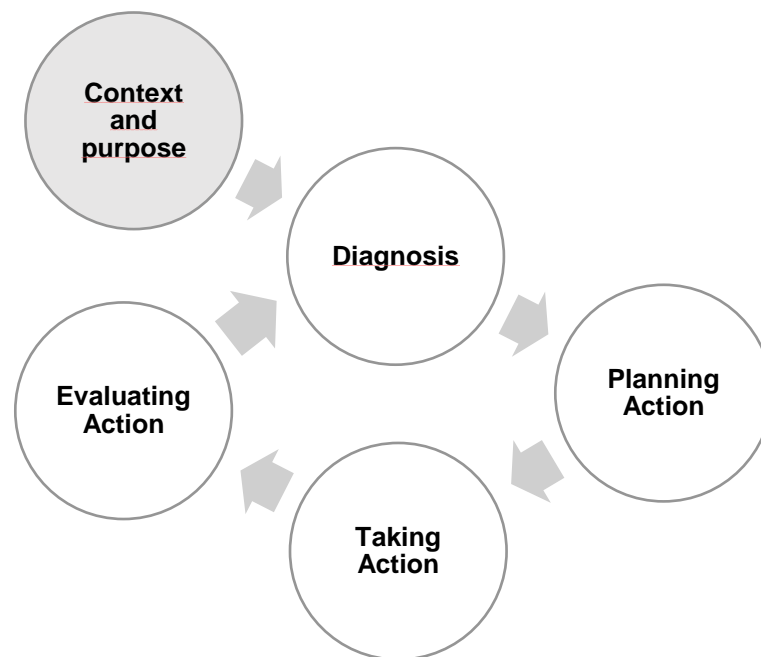 Context
and
purpose
Diagnosis
Planning
Action
Taking
Action
Evaluating
Action